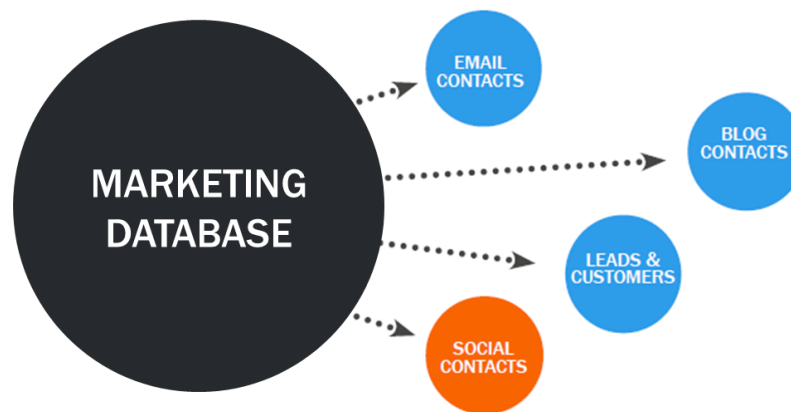 MARKETING
DATABASE
EMAIL
CONTACTS
BLOG
CONTACTS
LEADS &
CUSTOMERS
SOCIAL
CONTACTS